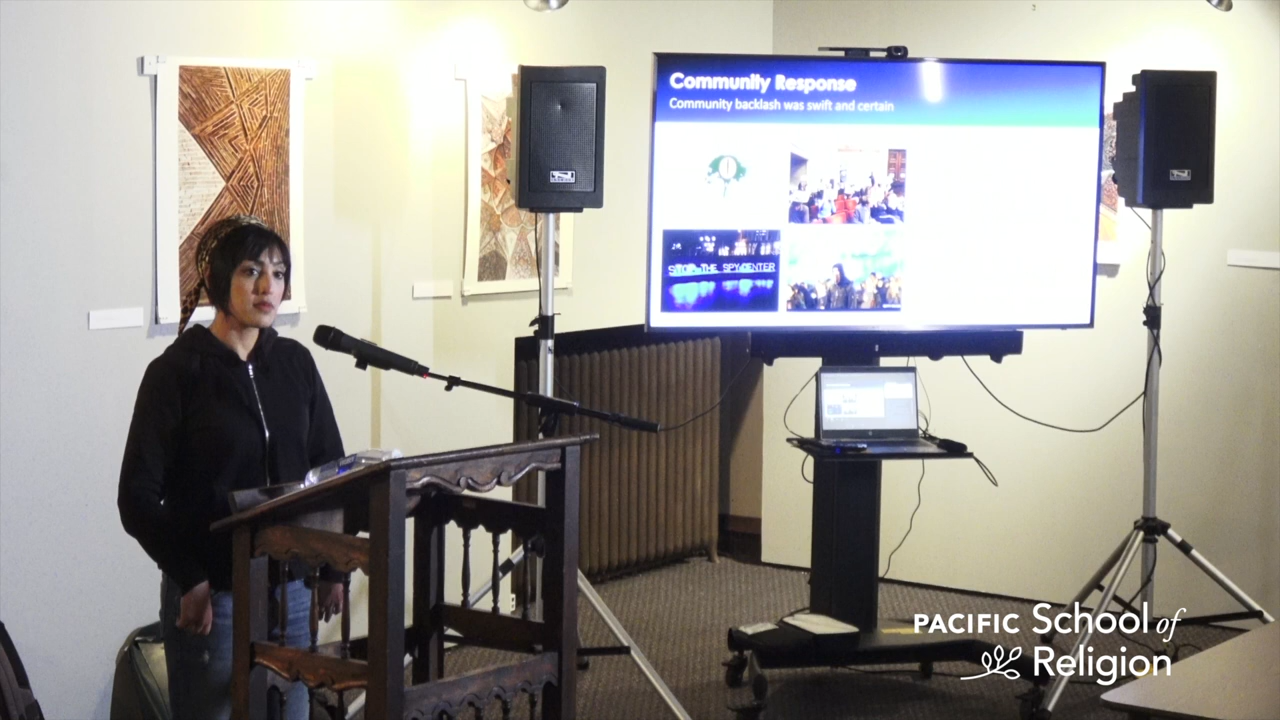 Community Response
Community backlash was swift and certain
STOP THE SPY CENTER
PACIFIC School of
Religion